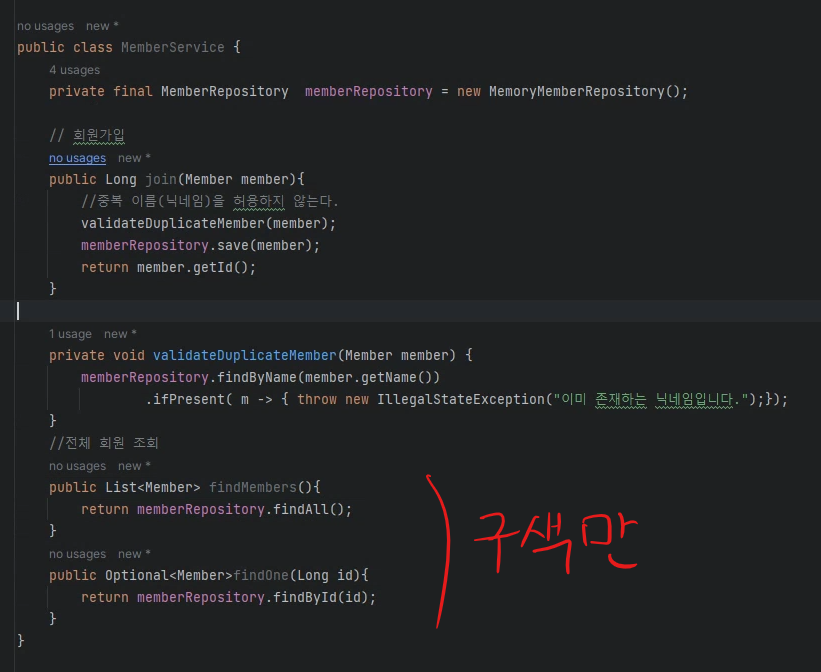 no usages new *
public class MemberService {
4 usages
private final MemberRepository memberRepository = new MemoryMemberRepository();
// 회원가입
no usages new *
public Long join(Member member){
//중복 이름(닉네임)을 허용하지 않는다.
validateDuplicateMember(member);
memberRepository.save(member);
return member.getId();
}
1 usage new *
private void validateDuplicateMember(Member member) {
memberRepository.findByName(member.getName())
.ifPresent( m -> { throw new IllegalStateException("이미 존재하는 닉네임입니다.");});
}
//전체 회원 조회
no usages new *
public List<Member> findMembers(){
return memberRepository.findAll();
}
no usages new *
public Optional<Member>findOne(Long id){
return memberRepository.findById(id);
}
}
구색만